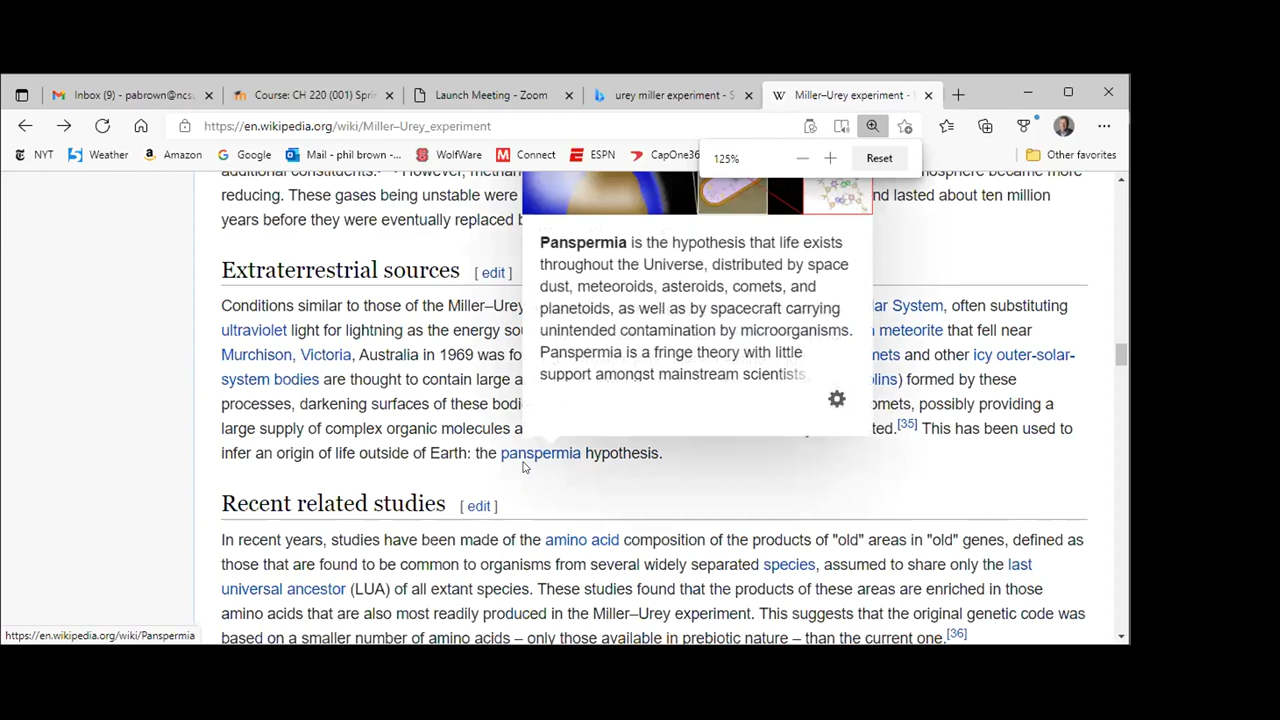 Inbox (9) - pabrown@ncs
Course: CH 220 (001) Spri
Launch Meeting - Zoom
urey miller experiment - S
Miller–Urey experiment -
https://en.wikipedia.org/wiki/Miller–Urey_experiment
NYT
Weather
Amazon
Google
Mail - phil brown -...
WolfWare
Connect
ESPN
CapOne36
Other favorites
125%
Reset
additional constituents. However, methan
mosphere became more
reducing. These gases being unstable were
nd lasted about ten million
years before they were eventually replaced b
Panspermia is the hypothesis that life exists
throughout the Universe, distributed by space
dust, meteoroids, asteroids, comets, and
planetoids, as well as by spacecraft carrying
unintended contamination by microorganisms.
Panspermia is a fringe theory with little
support amongst mainstream scientists.
Extraterrestrial sources [ edit ]
Conditions similar to those of the Miller–Urey
lar System, often substituting
ultraviolet light for lightning as the energy sou
n meteorite that fell near
Murchison, Victoria, Australia in 1969 was fo
mets and other icy outer-solar-
system bodies are thought to contain large a
lins) formed by these
processes, darkening surfaces of these bodi
omets, possibly providing a
large supply of complex organic molecules a
ted.[35] This has been used to
infer an origin of life outside of Earth: the panspermia hypothesis.
Recent related studies [ edit ]
In recent years, studies have been made of the amino acid composition of the products of "old" areas in "old" genes, defined as
those that are found to be common to organisms from several widely separated species, assumed to share only the last
universal ancestor (LUA) of all extant species. These studies found that the products of these areas are enriched in those
amino acids that are also most readily produced in the Miller–Urey experiment. This suggests that the original genetic code was
based on a smaller number of amino acids – only those available in prebiotic nature – than the current one.[36]
https://en.wikipedia.org/wiki/Panspermia